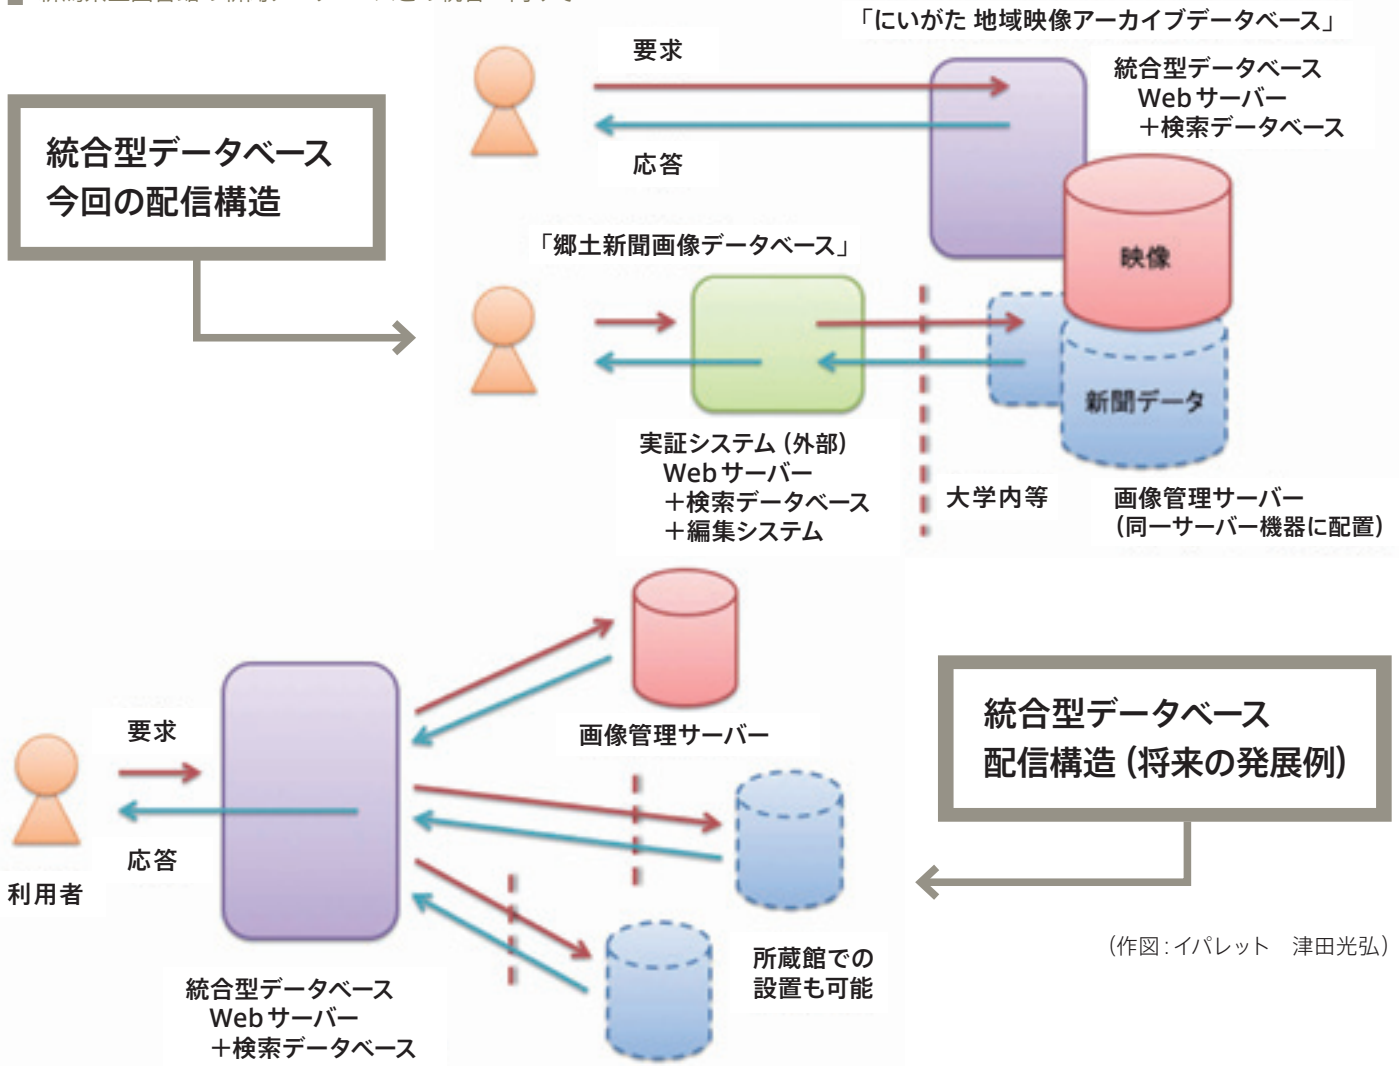 「にいがた 地域映像アーカイブデータベース」
要求
応答
統合型データベース
Webサーバー
＋検索データベース
統合型データベース
今回の配信構造
映像
「郷土新聞画像データベース」
新聞データ
実証システム（外部）
Webサーバー
＋検索データベース
＋編集システム
大学内等
画像管理サーバー
（同一サーバー機器に配置）
画像管理サーバー
統合型データベース
配信構造（将来の発展例）
要求
応答
利用者
統合型データベース
Webサーバー
＋検索データベース
所蔵館での
設置も可能
（作図：イパレット　津田光弘）